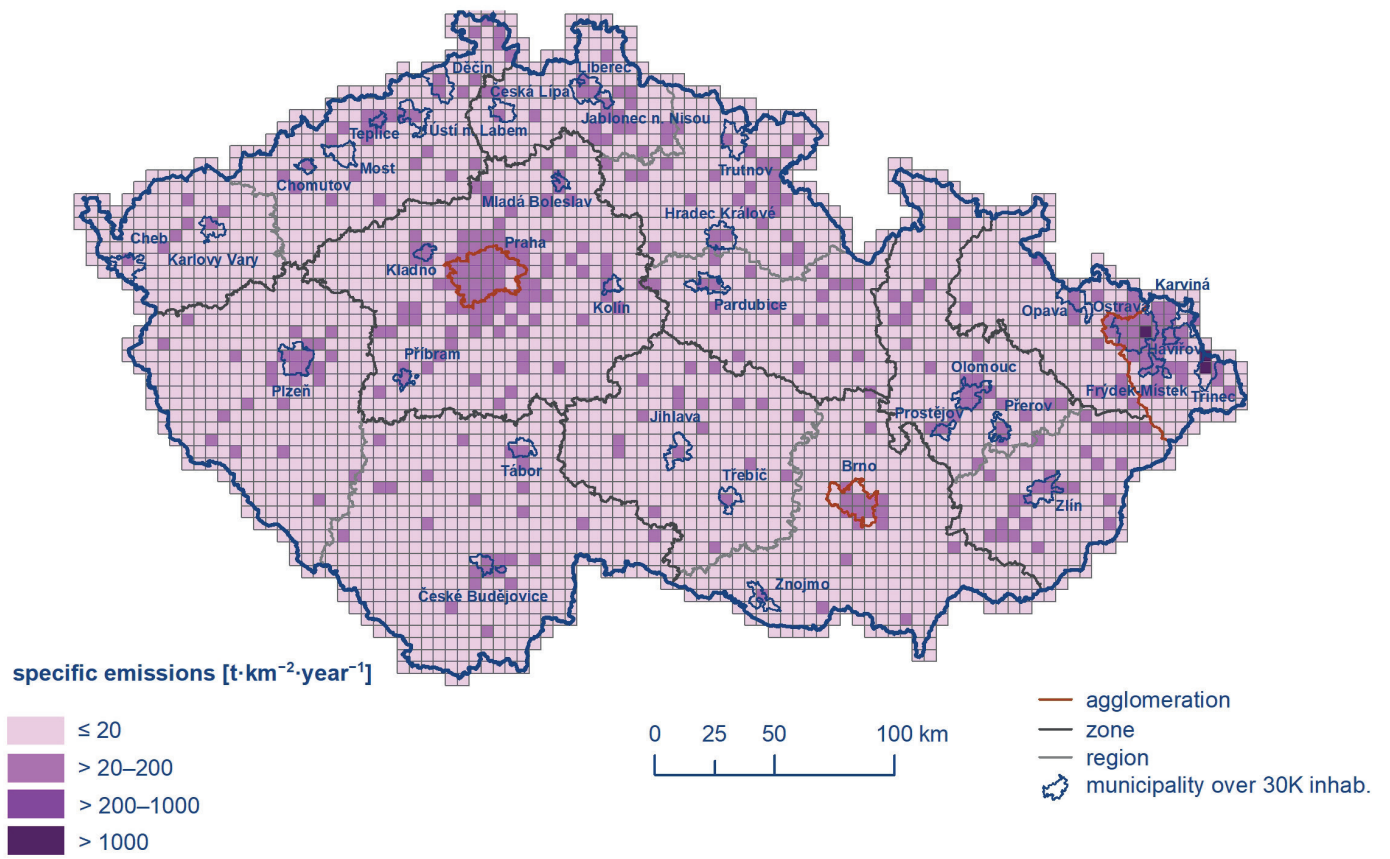 Děčín
Liberec
Česká Lípa
Jablonec n. Nisou
Teplice
Ústí n. Labem
Most
Trutnov
Chomutov
Mladá Boleslav
Hradec Králové
Cheb
Karlovy Vary
Praha
Kladno
Kolín
Pardubice
Karviná
Opava
Ostrava
Havířov
Příbram
Plzeň
Olomouc
Frýdek-Místek
Třinec
Prostějov
Přerov
Jihlava
Tábor
Třebíč
Brno
Zlín
České Budějovice
Znojmo
specific emissions [t·km⁻²·year⁻¹]
≤ 20
> 20–200
> 200–1000
> 1000
0 25 50 100 km
agglomeration
zone
region
municipality over 30K inhab.